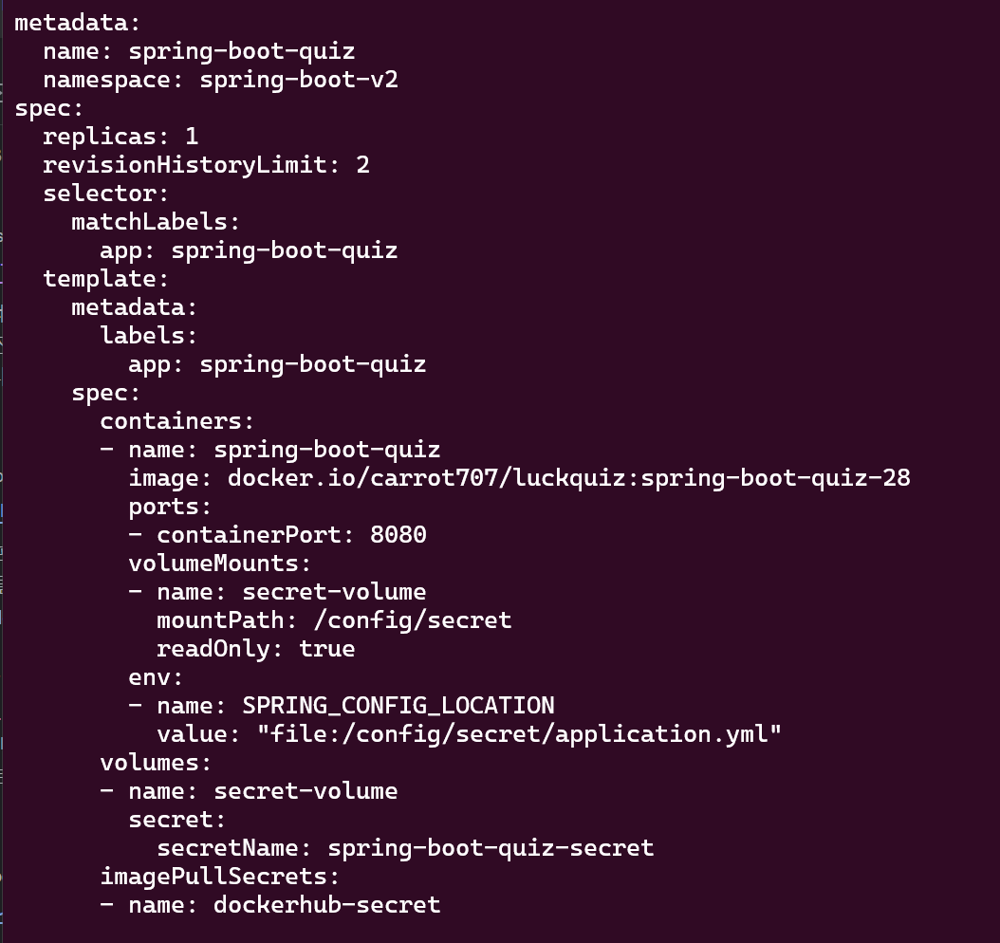 metadata:
  name: spring-boot-quiz
  namespace: spring-boot-v2
spec:
  replicas: 1
  revisionHistoryLimit: 2
  selector:
    matchLabels:
      app: spring-boot-quiz
  template:
    metadata:
      labels:
        app: spring-boot-quiz
    spec:
      containers:
      - name: spring-boot-quiz
        image: docker.io/carrot707/luckquiz:spring-boot-quiz-28
        ports:
        - containerPort: 8080
        volumeMounts:
        - name: secret-volume
          mountPath: /config/secret
          readOnly: true
        env:
        - name: SPRING_CONFIG_LOCATION
          value: "file:/config/secret/application.yml"
      volumes:
      - name: secret-volume
        secret:
          secretName: spring-boot-quiz-secret
      imagePullSecrets:
      - name: dockerhub-secret